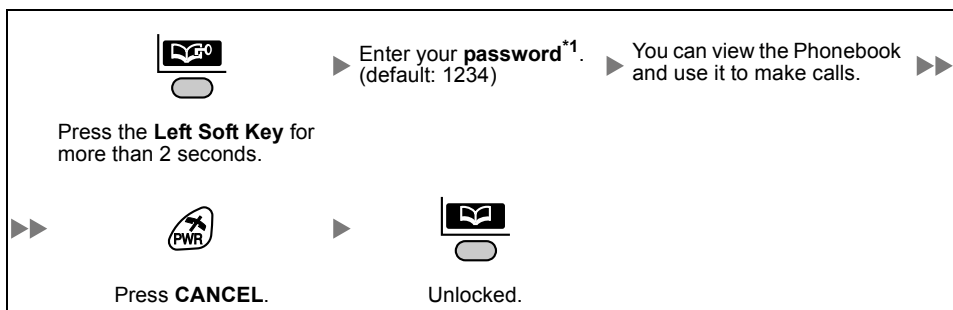 Enter your password*1.
(default: 1234)
You can view the Phonebook
and use it to make calls.
Press the Left Soft Key for
more than 2 seconds.
PWR
Press CANCEL.
Unlocked.